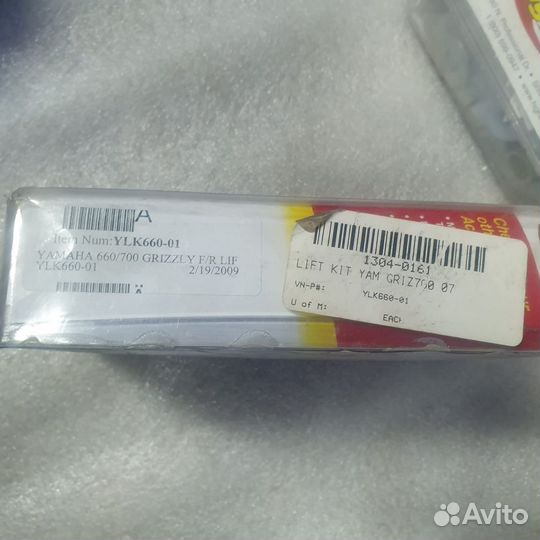 A
Item Num:YLK660-01
YAMAHA 660/700 GRIZZLY F/R LIF
YLK660-01 2/19/2009
1304-0161
LIFT KIT YAM GRIZ700 07
VN-P#: YLK660-01
U of M: EACH
Avito